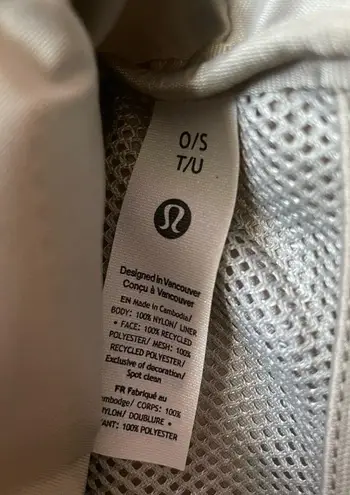 O/S
T/U
Designed in Vancouver
Conçu à Vancouver
EN Made in Cambodia/
BODY: 100% NYLON/ LINER
• FACE: 100% RECYCLED
POLYESTER/ MESH: 100%
RECYCLED POLYESTER/
Exclusive of decoration/
Spot clean
FR Fabriqué au
mbodge/ CORPS: 100%
NYLON/ DOUBLURE •
ANT: 100% POLYESTER